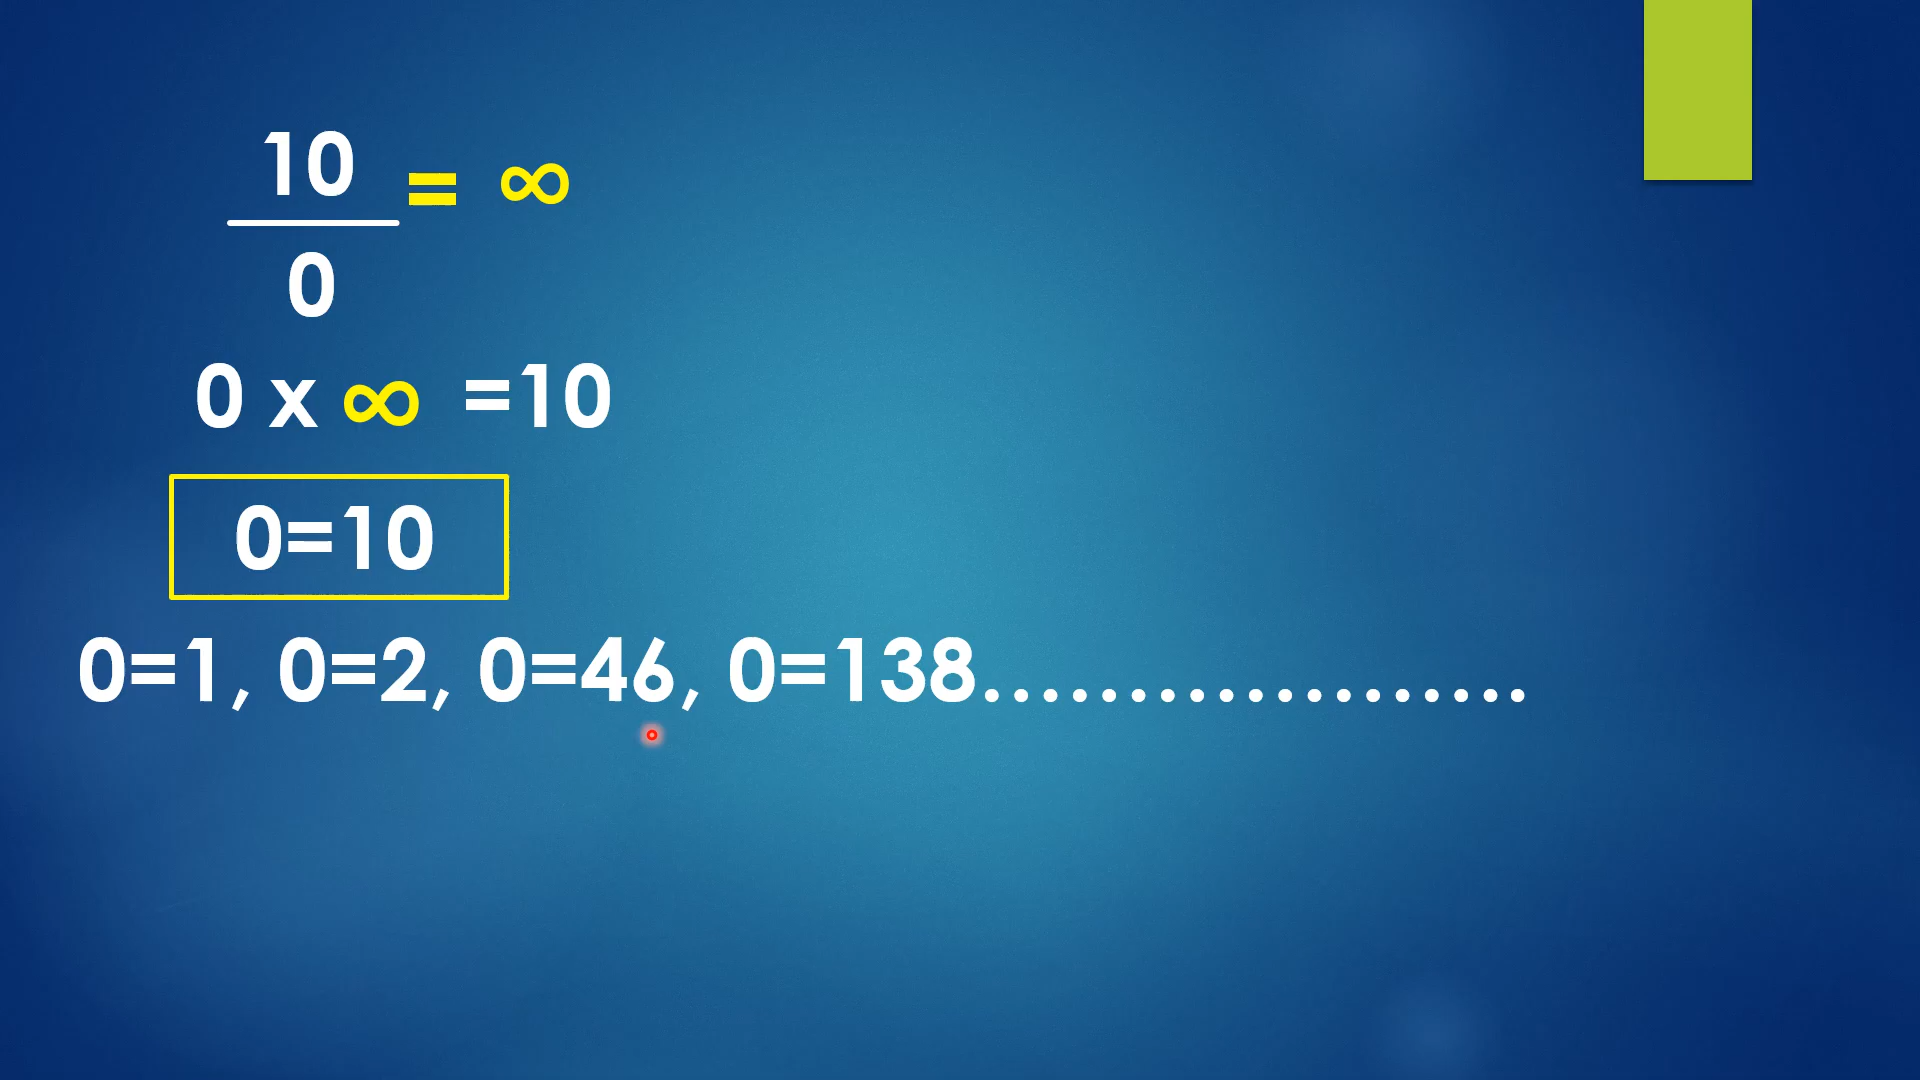 10
= ∞
0
0 x ∞ =10
0=10
0=1, 0=2, 0=46, 0=138...................